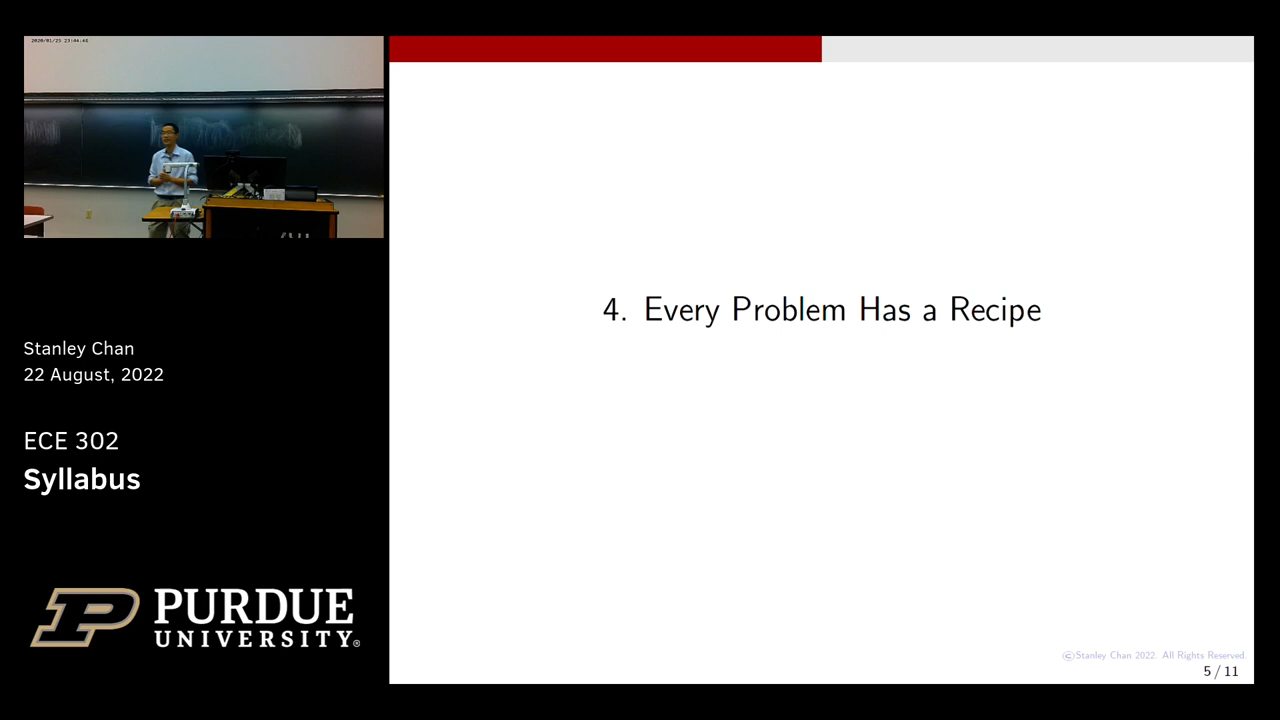 4. Every Problem Has a Recipe
Stanley Chan
22 August, 2022
ECE 302
Syllabus
PURDUE
UNIVERSITY®
©Stanley Chan 2022. All Rights Reserved.
5 / 11